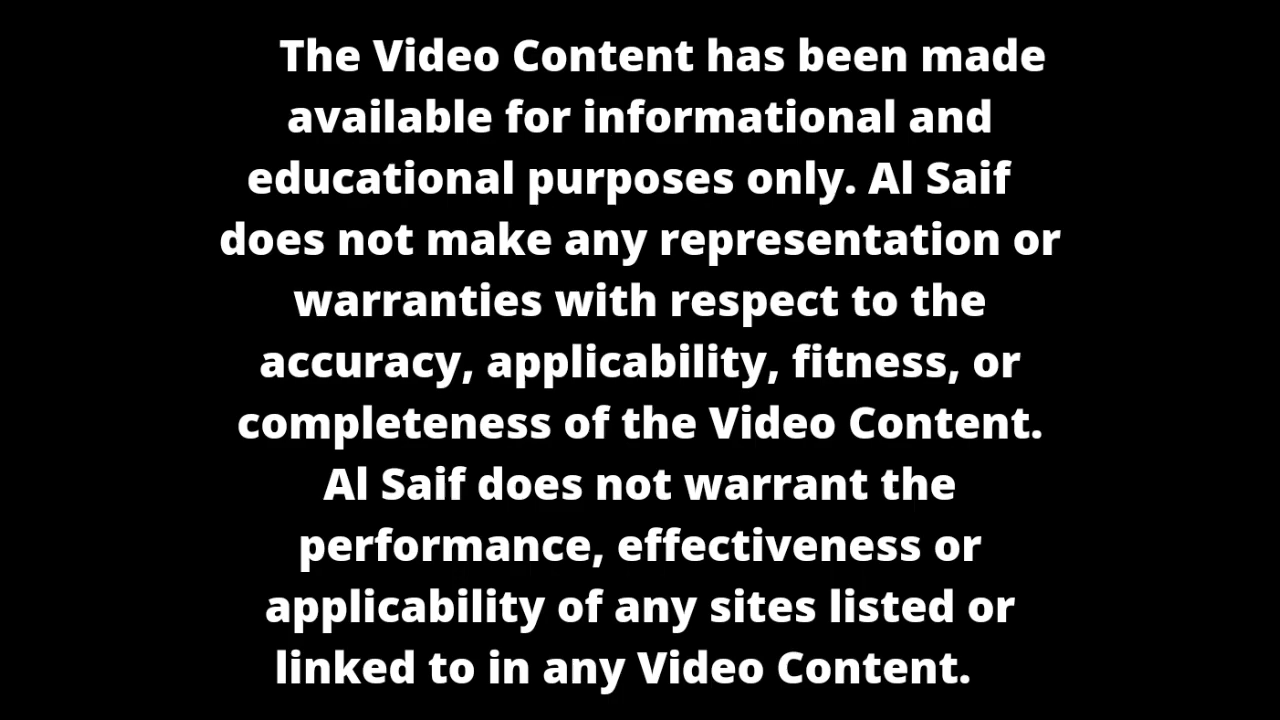 The Video Content has been made
available for informational and
educational purposes only. Al Saif
does not make any representation or
warranties with respect to the
accuracy, applicability, fitness, or
completeness of the Video Content.
Al Saif does not warrant the
performance, effectiveness or
applicability of any sites listed or
linked to in any Video Content.